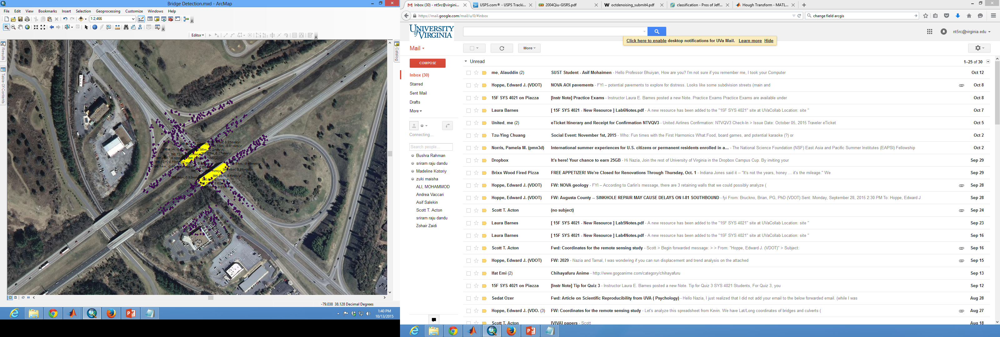 Bridge Detection.mxd - ArcMap
File Edit View Bookmarks Insert Selection Geoprocessing Customize Windows Help
1:2,466
Editor
Results
Table Of Contents
Catalog
-79.038 38.128 Decimal Degrees
1:40 PM
10/13/2015
Inbox (30) - nt5rc@virgini...
USPS.com® - USPS Tracki...
2004Qiu-GISRS.pdf
octdenoising_submit4.pdf
classification - Pros of Jeff...
Hough Transform - MATL...
https://mail.google.com/mail/u/0/#inbox
change field arcgis
UNIVERSITY of VIRGINIA
nt5rc@virginia.edu
Click here to enable desktop notifications for UVa Mail. Learn more Hide
Mail
More
COMPOSE
Inbox (30)
Starred
Sent Mail
Drafts
More
Connecting...
Search people...
Bushra Rahman
sriram raju dandu
Madeline Kotoriy
zuki maisha
ALI, MOHAMMOD
Andrea Vaccari
Asif Salekin
Scott T. Acton
sriram raju dandu
Zohair Zaidi
Unread
1–25 of 30
me, Alauddin (2) SUST Student - Asif Mohaimen - Hello Professor Bhuiyan, How are you? I'm not sure if you remember me, I took your Computer Oct 12
Hoppe, Edward J. (VDOT) NOVA AOI pavements - FYI – potential pavements to explore for distress. Looks like some subdivision streets (main and Oct 8
15F SYS 4021 on Piazza [Instr Note] Practice Exams - Instructor Laura E. Barnes posted a new Note. Practice Exams Practice Exams are available under Oct 8
Laura Barnes [ 15F SYS 4021 - New Resource ] Lab6Notes.pdf - A new resource has been added to the "15F SYS 4021" site at UVaCollab Location: site " Oct 7
United, me (2) eTicket Itinerary and Receipt for Confirmation NTVQV3 - United Airlines Confirmation: NTVQV3 Check-In > Issue Date: October 05, 2015 Traveler eTicket Oct 5
Tzu-Ying Chuang Social Event: November 1st, 2015 - Who: Fun times with the First Harmonics What:Food, board games, and potential karaoke (?) or Oct 2
Norris, Pamela M. (pmn3d) International summer experiences for U.S. citizens or permanent residents enrolled in a... - The National Science Foundation (NSF) East Asia and Pacific Summer Institutes (EAPSI) Fellowship Oct 2
Dropbox It's here! Your chance to earn 25GB - Hi Nazia, Join the rest of University of Virginia in the Dropbox Campus Cup. By inviting your Sep 29
Brixx Wood Fired Pizza FREE APPETIZER! We're Closed for Renovations Through Thursday, Oct. 1 - Indiana Jones said it -- "It's not the years, honey ... it's the mileage." We Sep 29
Hoppe, Edward J. (VDOT) FW: NOVA geology - FYI – According to Carlin's message, there are 3 retaining walls that we could possibly analyze ( Sep 28
Hoppe, Edward J. (VDOT) FW: Augusta County -- SINKHOLE REPAIR MAY CAUSE DELAYS ON I-81 SOUTHBOUND - fyi From: Bruckno, Brian, PG, PhD (VDOT) Sent: Monday, September 28, 2015 2:30 PM To: Hoppe, Edward J Sep 28
Scott T. Acton (no subject) Sep 24
Laura Barnes [ 15F SYS 4021 - New Resource ] Lab5Notes.pdf - A new resource has been added to the "15F SYS 4021" site at UVaCollab Location: site " Sep 23
Laura Barnes [ 15F SYS 4021 - New Resource ] Lab4Notes.pdf - A new resource has been added to the "15F SYS 4021" site at UVaCollab Location: site " Sep 16
Scott T. Acton Fwd: Coordinates for the remote sensing study - Scott > Begin forwarded message: > > From: "Hoppe, Edward J. (VDOT)" > Subject: Sep 16
Hoppe, Edward J. (VDOT) FW: 2029 - Nazia and Tamal, I was wondering if you can run displacement and trend analysis on the attached Sep 15
Ifat Emi (2) Chihayafuru Anime - http://www.gogoanime.com/category/chihayafuru Sep 13
15F SYS 4021 on Piazza [Instr Note] Tip for Quiz 3 - Instructor Laura E. Barnes posted a new Note. Tip for Quiz 3 SYS 4021 Students, For Quiz 3, you Sep 12
Sedat Ozer Fwd: Article on Scientific Reproducibility from UVA ( Psychology) - Hello Nazia, I just realized that I did not add your email to the below forwarded email. (while I was Aug 28
Hoppe, Edward J. (VDO. (3) FW: Coordinates for the remote sensing study - Let's analyze this spreadsheet from Kevin. We have Lat/Long coordinates of bridges and culverts ( Aug 27
Scott T. Acton [VIVA] papers - Scott Aug 18